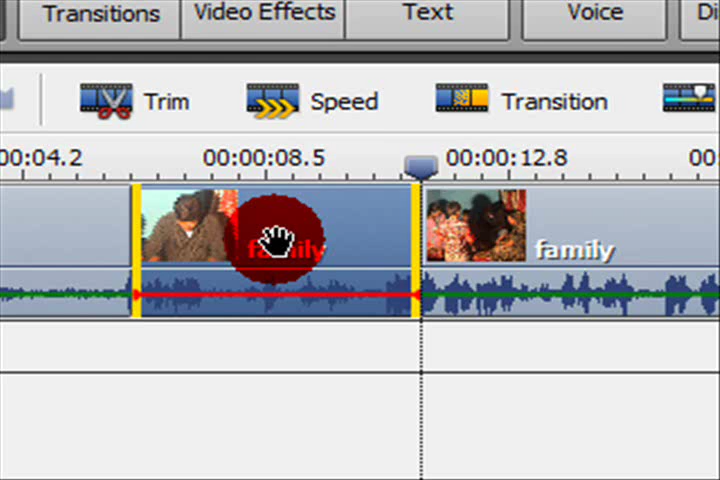 Transitions Video Effects Text Voice
Trim Speed Transition
00:04.2 00:00:08.5 00:00:12.8 00:
family family